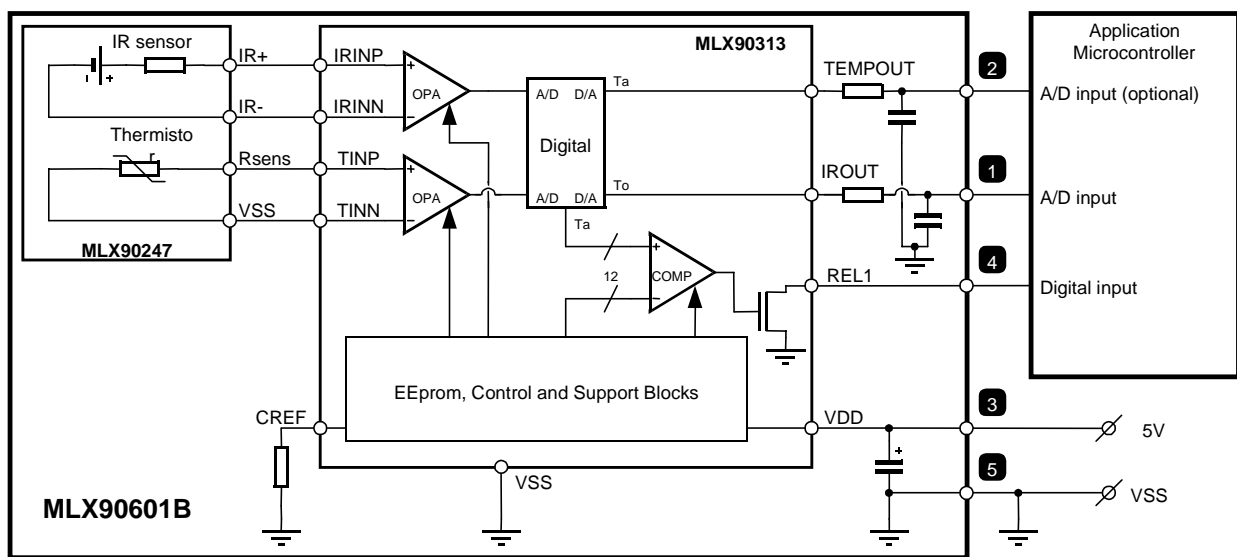 IR sensor
IR+
IRINP
MLX90313
Application
Microcontroller
- +
+
OPA
A/D D/A
Ta
TEMPOUT
2
A/D input (optional)
IR-
IRINN
−
Thermisto
r
Digital
Rsens
TINP
+
OPA
A/D D/A
To
IROUT
1
A/D input
VSS
TINN
−
MLX90247
Ta
+
12
COMP
−
REL1
4
Digital input
EEprom, Control and Support Blocks
CREF
VDD
3
5V
+
VSS
5
VSS
MLX90601B